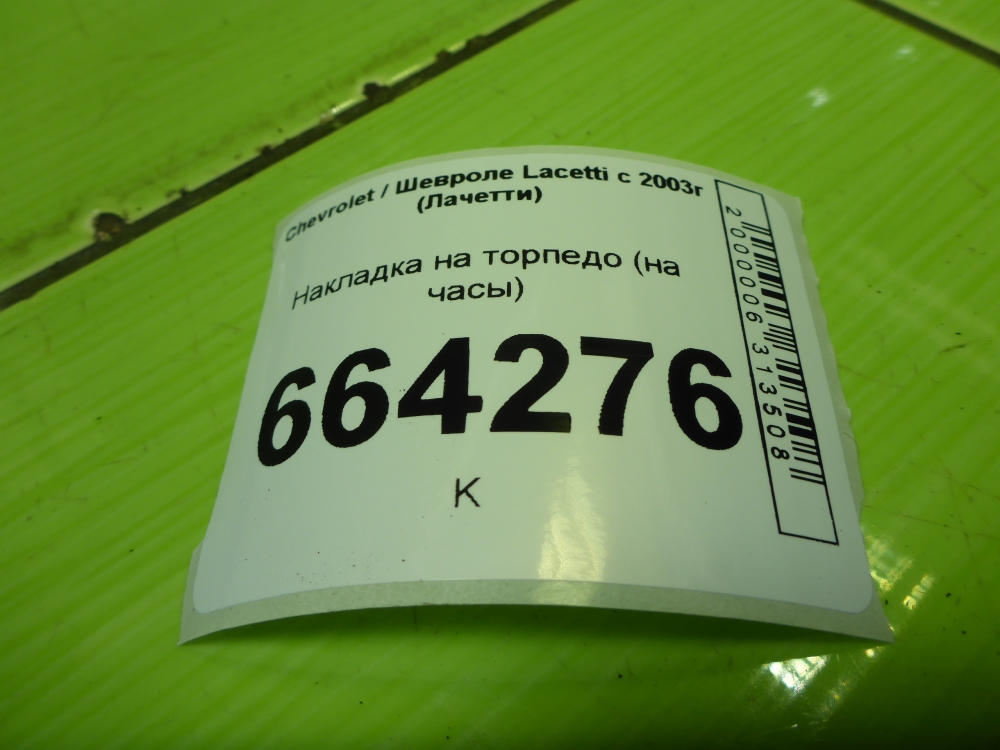 Chevrolet / Шевроле Lacetti с 2003г
(Лачетти)
Накладка на торпедо (на
часы)
664276
К
2000006313508